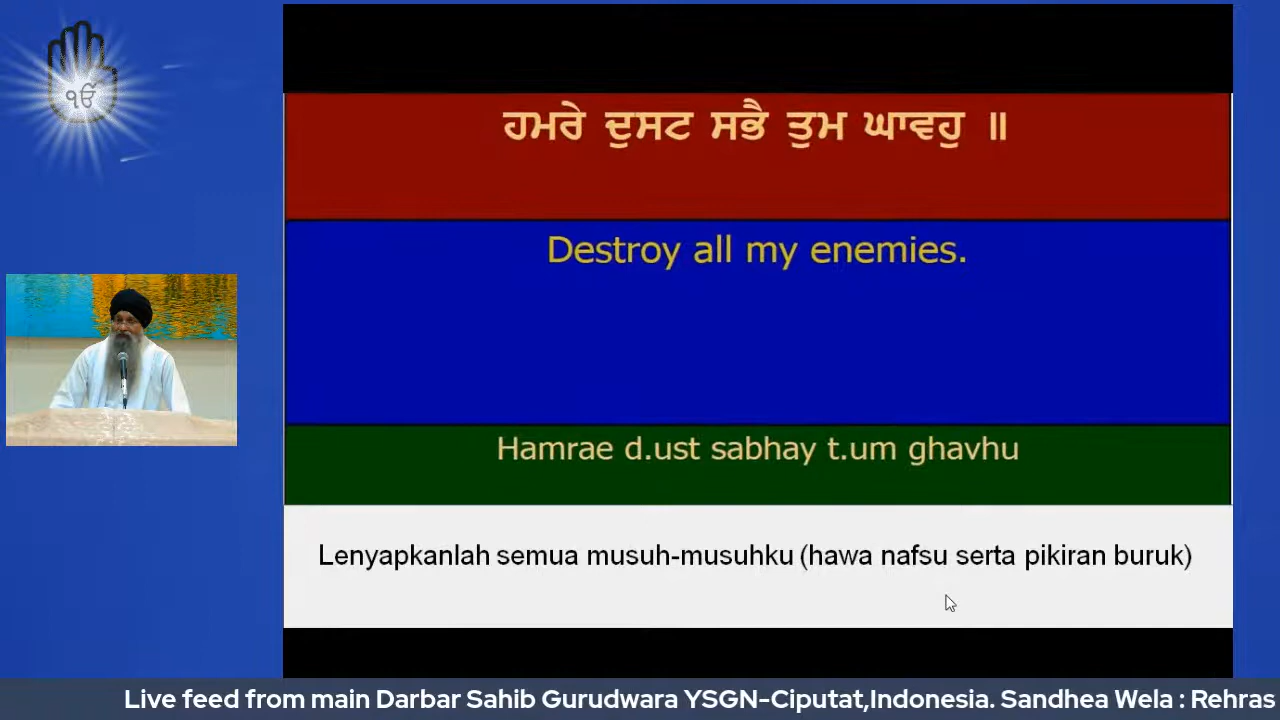 ੴ
ਹਮਰੇ ਦੁਸਟ ਸਭੈ ਤੁਮ ਘਾਵਹੁ ॥
Destroy all my enemies.
Hamrae d.ust sabhay t.um ghavhu
Lenyapkanlah semua musuh-musuhku (hawa nafsu serta pikiran buruk)
Live feed from main Darbar Sahib Gurudwara YSGN-Ciputat,Indonesia. Sandhea Wela : Rehras